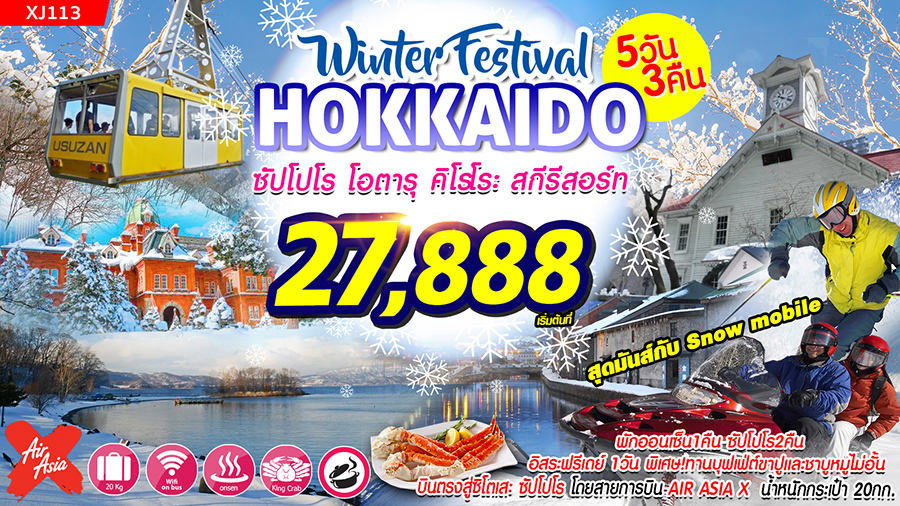 XJ113
Winter Festival
HOKKAIDO
5วัน
3คืน
USUZAN
ซัปโปโร โอตารุ คิโรโระ สกีรีสอร์ท
27,888
เริ่มต้นที่
สุดมันส์กับ Snow mobile
พักออนเซ็น1คืน-ซัปโปโร2คืน
อิสระฟรีเดย์ 1วัน พิเศษ!ทานบุฟเฟ่ต์ขาปูและชาบูหมูไม่อั้น
บินตรงสู่ชิโตเสะ ซัปโปโร โดยสายการบิน AIR ASIA X น้ำหนักกระเป๋า 20กก.
Air
Asia
20 Kg
Wifi
on bus
onsen
King Crab